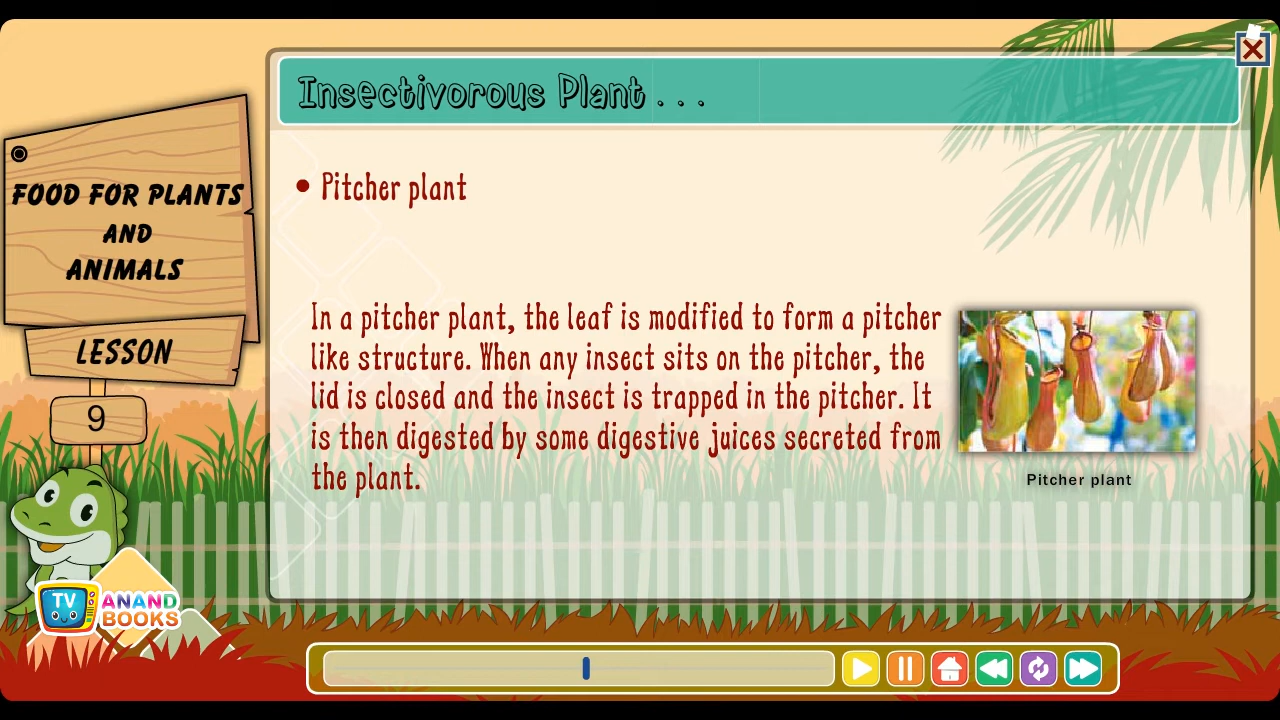 Insectivorous Plant . . .
FOOD FOR PLANTS
AND
ANIMALS
LESSON
9
• Pitcher plant
In a pitcher plant, the leaf is modified to form a pitcher
like structure. When any insect sits on the pitcher, the
lid is closed and the insect is trapped in the pitcher. It
is then digested by some digestive juices secreted from
the plant.
Pitcher plant
TV
ANAND
BOOKS